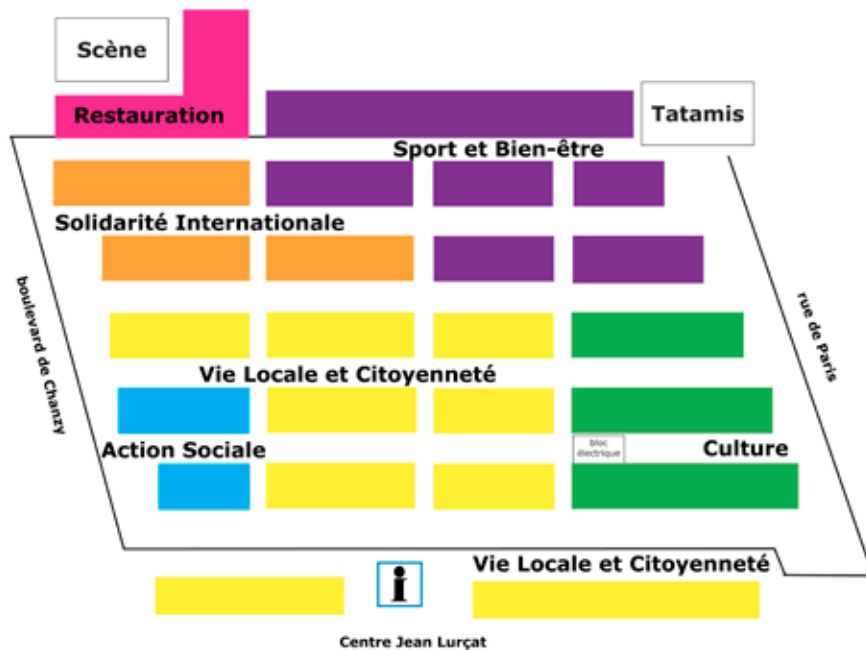 Scène
Restauration
Tatamis
Sport et Bien-être
Solidarité Internationale
boulevard de Chanzy
rue de Paris
Vie Locale et Citoyenneté
Action Sociale
bloc
électrique
Culture
Vie Locale et Citoyenneté
i
Centre Jean Lurçat